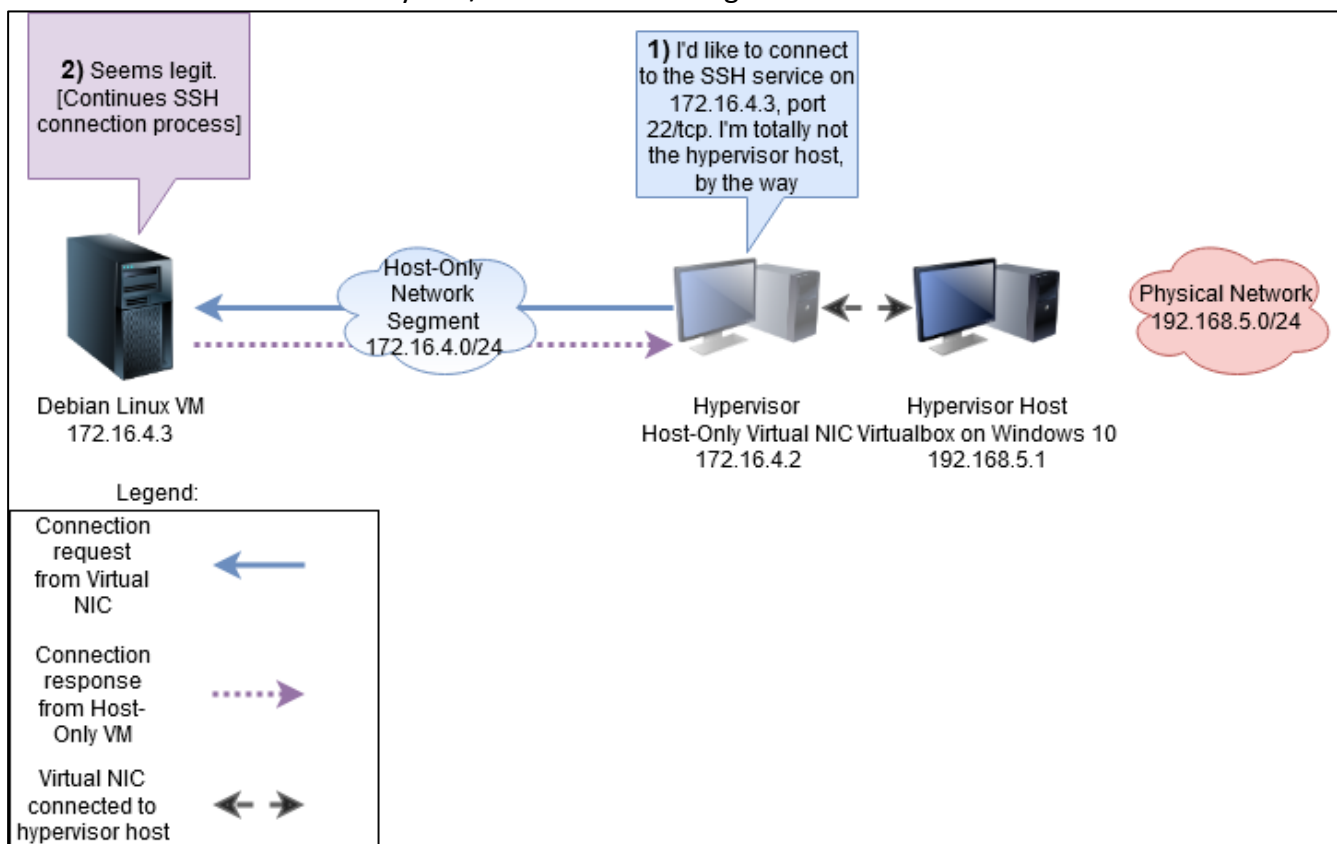 2) Seems legit.
[Continues SSH
connection process]
1) I'd like to connect
to the SSH service on
172.16.4.3, port
22/tcp. I'm totally not
the hypervisor host,
by the way
Host-Only
Network
Segment
172.16.4.0/24
Physical Network
192.168.5.0/24
Debian Linux VM
172.16.4.3
Hypervisor
Host-Only Virtual NIC
172.16.4.2
Hypervisor Host
Virtualbox on Windows 10
192.168.5.1
Legend:
Connection
request
from Virtual
NIC
Connection
response
from Host-
Only VM
Virtual NIC
connected to
hypervisor host